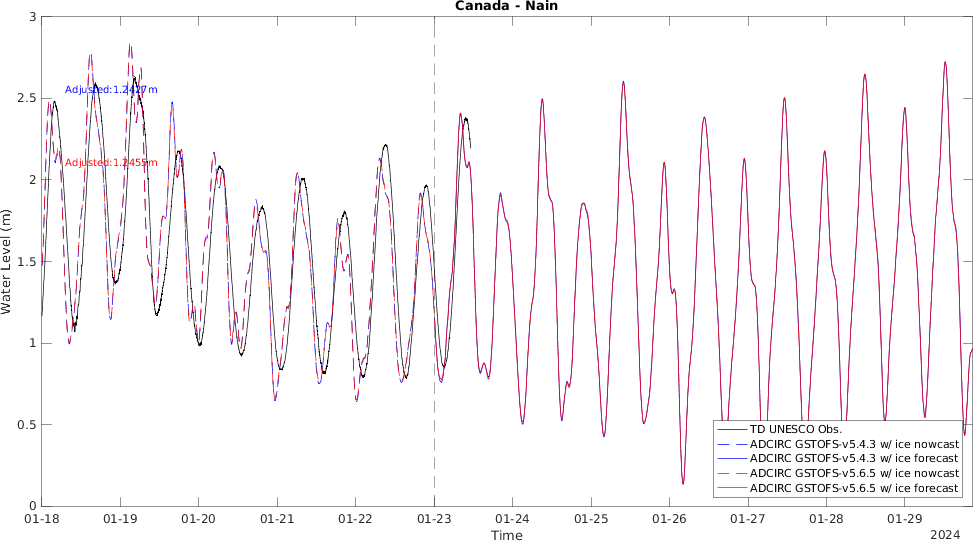 Canada - Nain
Water Level (m)
3
2.5
2
1.5
1
0.5
0
Adjusted:1.2427m
Adjusted:1.2455m
TD UNESCO Obs.
ADCIRC GSTOFS-v5.4.3 w/ ice nowcast
ADCIRC GSTOFS-v5.4.3 w/ ice forecast
ADCIRC GSTOFS-v5.6.5 w/ ice nowcast
ADCIRC GSTOFS-v5.6.5 w/ ice forecast
01-18 01-19 01-20 01-21 01-22 01-23 01-24 01-25 01-26 01-27 01-28 01-29
Time
2024